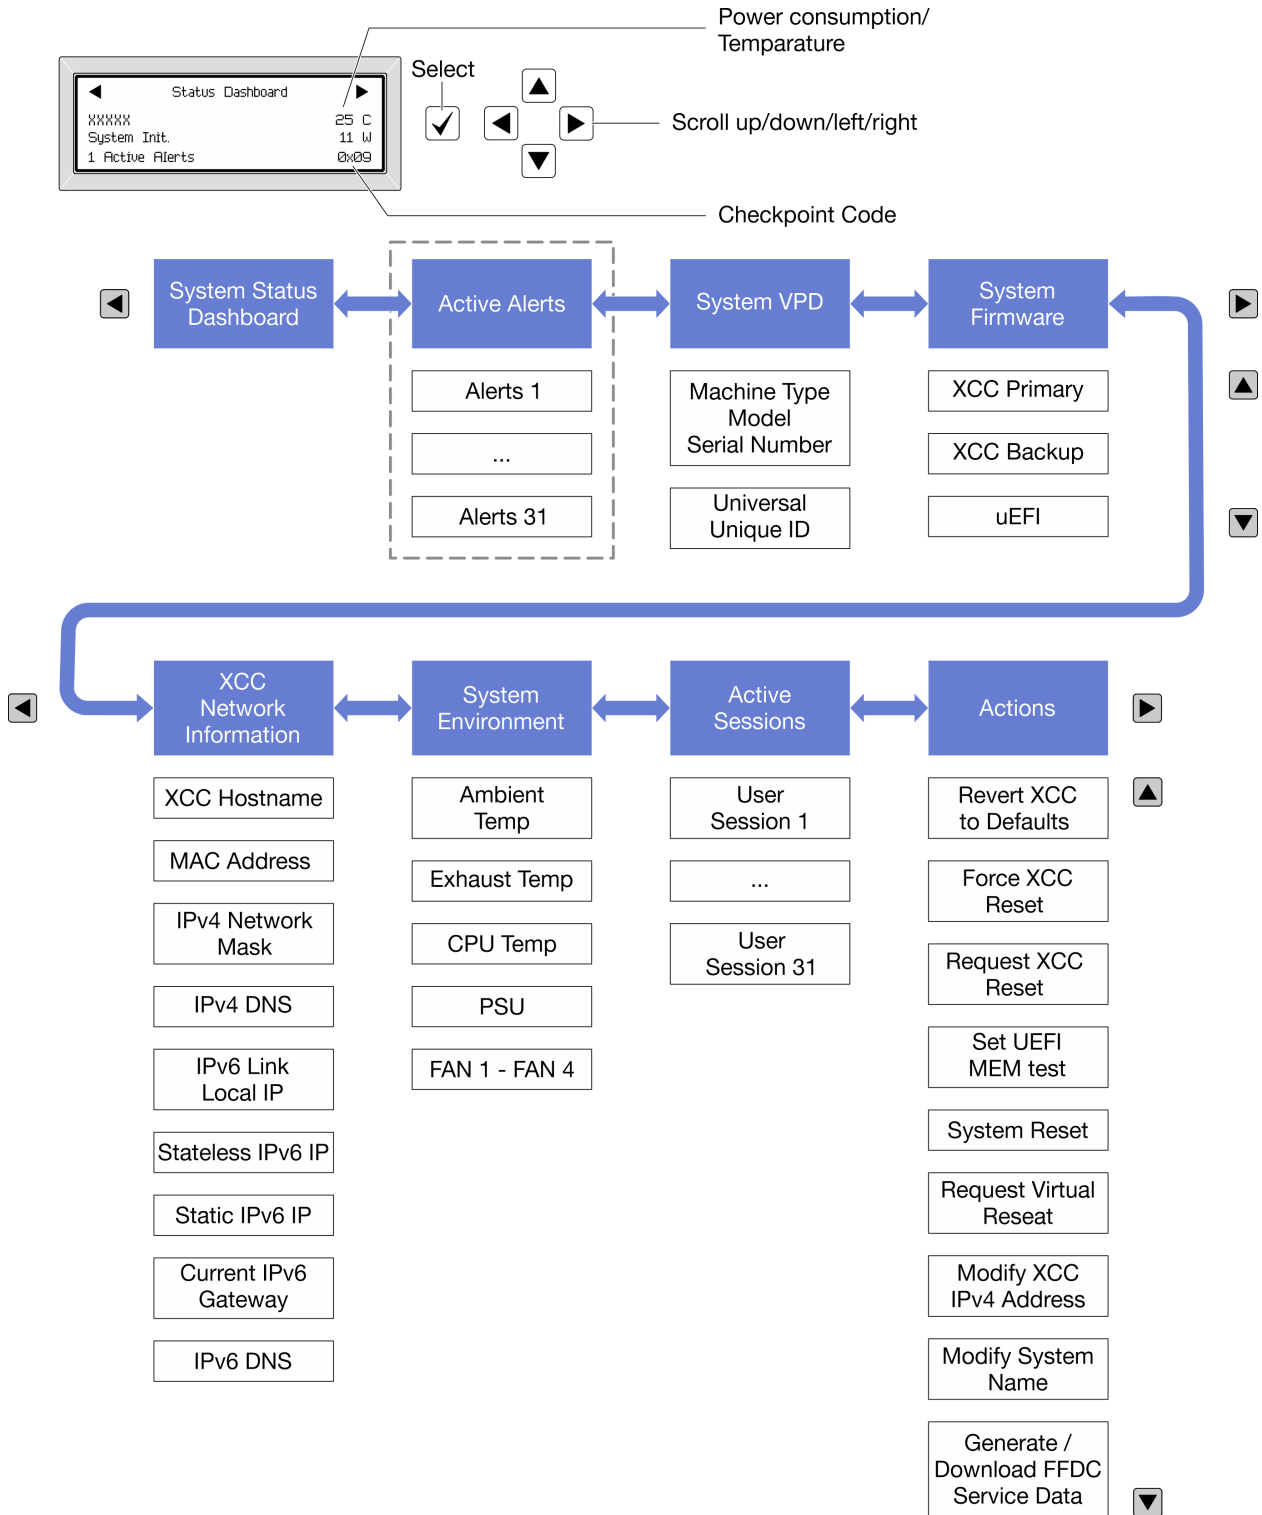 Power consumption/
Temparature
Select
Status Dashboard
XXXXX 25 C
System Init. 11 W
1 Active Alerts 0x09
Scroll up/down/left/right
Checkpoint Code
System Status
Dashboard
Active Alerts
System VPD
System
Firmware
Alerts 1
...
Alerts 31
Machine Type
Model
Serial Number
Universal
Unique ID
XCC Primary
XCC Backup
uEFI
XCC
Network
Information
System
Environment
Active
Sessions
Actions
XCC Hostname
MAC Address
IPv4 Network
Mask
IPv4 DNS
IPv6 Link
Local IP
Stateless IPv6 IP
Static IPv6 IP
Current IPv6
Gateway
IPv6 DNS
Ambient
Temp
Exhaust Temp
CPU Temp
PSU
FAN 1 - FAN 4
User
Session 1
...
User
Session 31
Revert XCC
to Defaults
Force XCC
Reset
Request XCC
Reset
Set UEFI
MEM test
System Reset
Request Virtual
Reseat
Modify XCC
IPv4 Address
Modify System
Name
Generate /
Download FFDC
Service Data